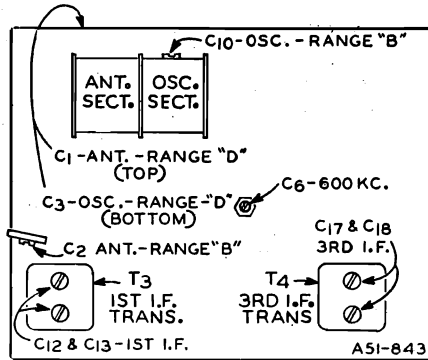 C10-OSC.-RANGE "B"
ANT. SECT.
OSC. SECT.
C1-ANT.-RANGE "D"
(TOP)
C3-OSC.-RANGE-"D"
(BOTTOM)
C6-600 KC.
C2 ANT.-RANGE "B"
C17 & C18
3RD I.F.
T3
1ST I.F.
TRANS.
T4
3RD I.F.
TRANS
C12 & C13-1ST I.F.
A51-843